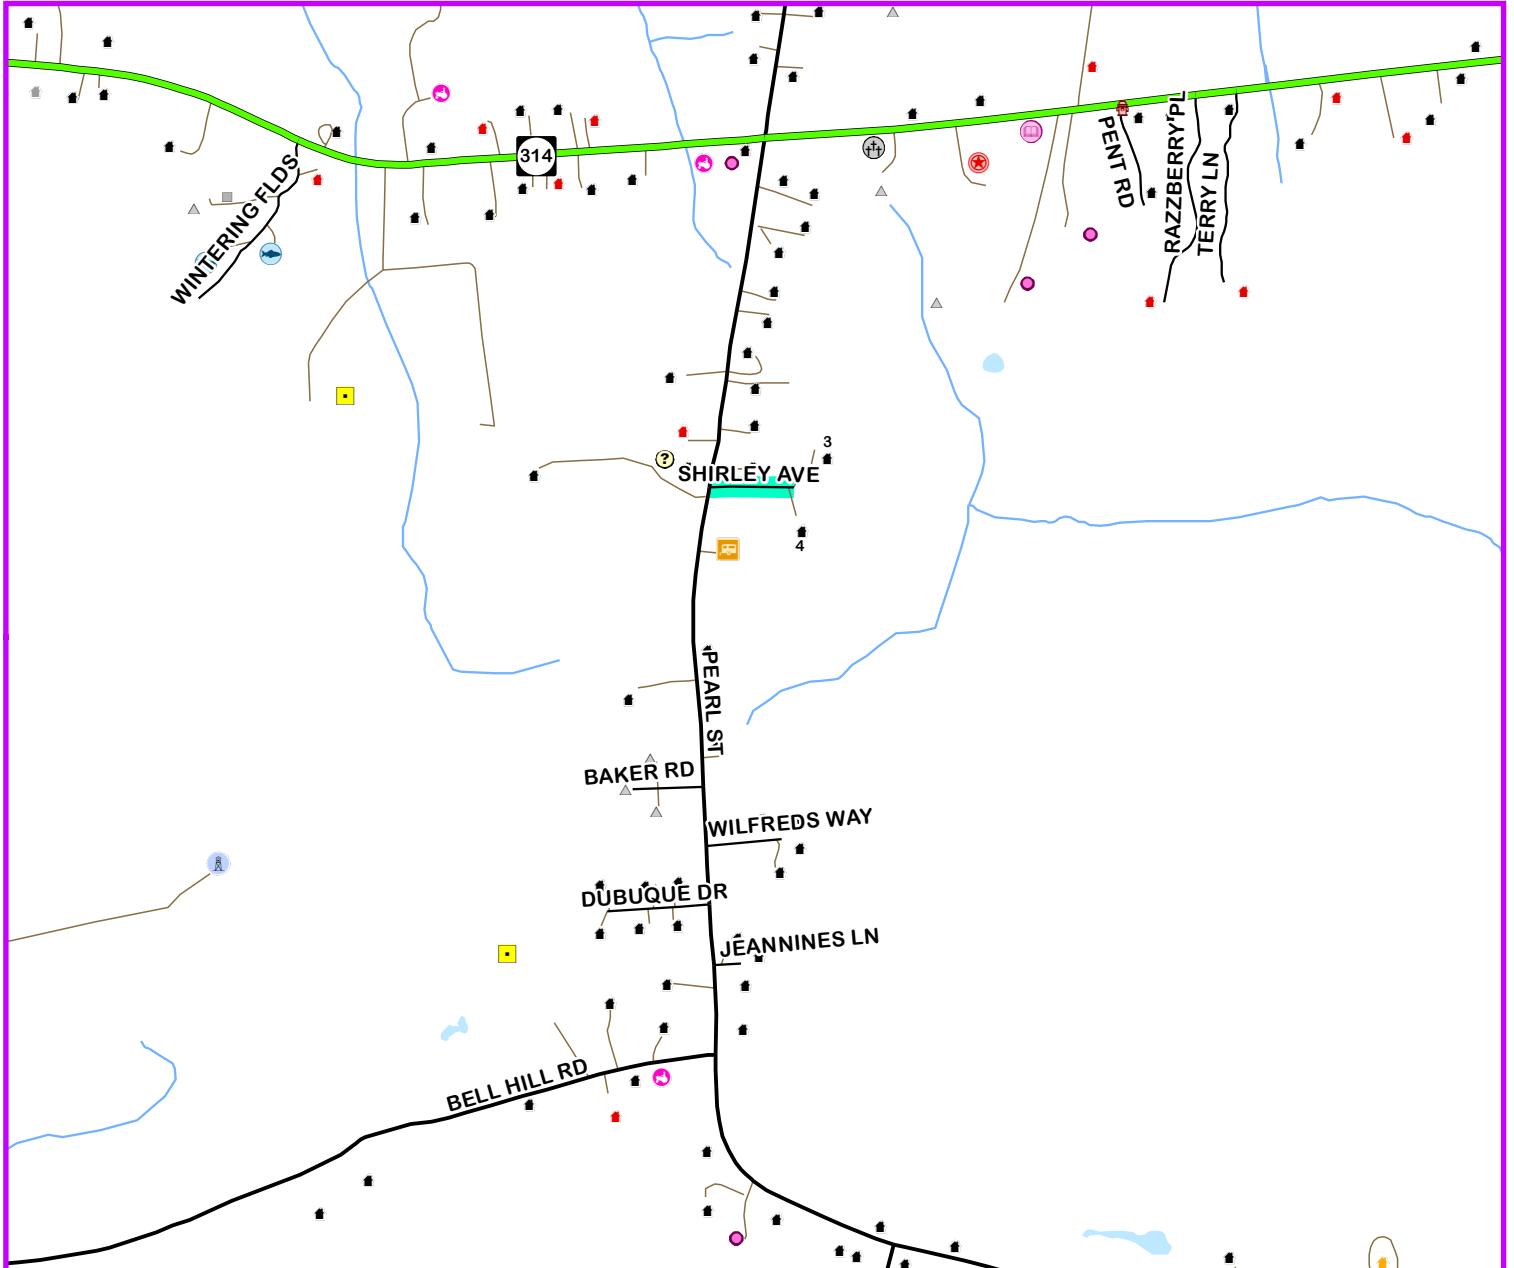 314
PENT RD
RAZZBERRY PL
TERRY LN
WINTERING FLDS
3
SHIRLEY AVE
?
4
PEARL ST
BAKER RD
WILFREDS WAY
DUBUQUE DR
JEANNINES LN
BELL HILL RD